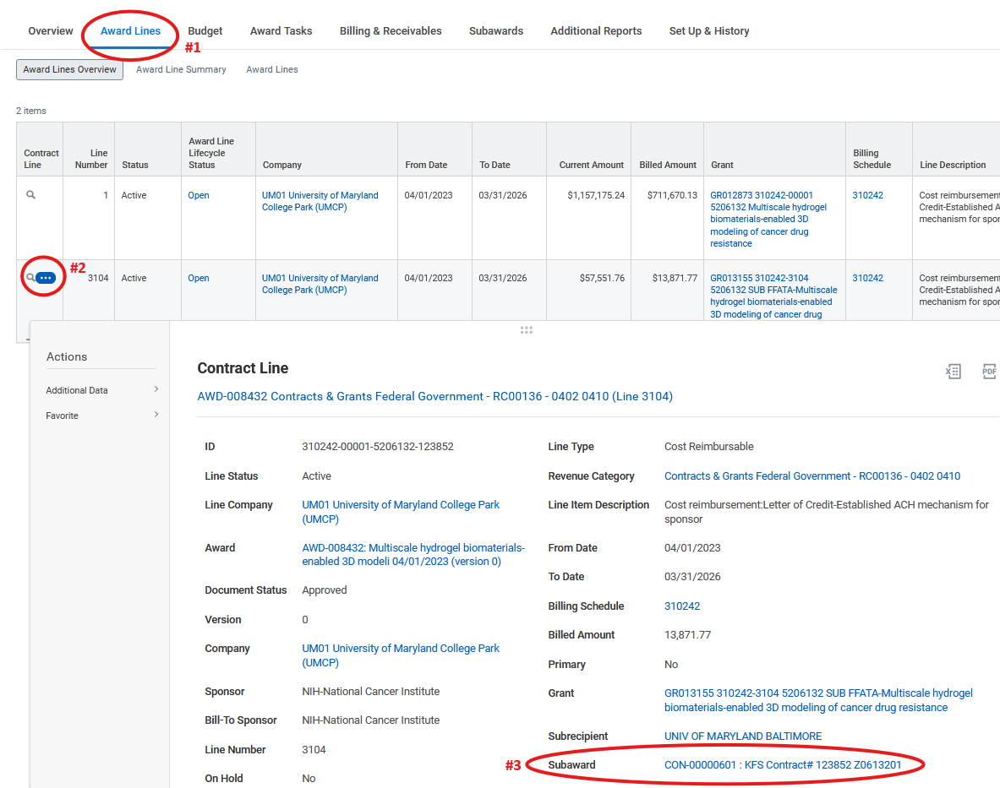 Overview Award Lines Budget Award Tasks Billing & Receivables Subawards Additional Reports Set Up & History
#1
Award Lines Overview Award Line Summary Award Lines
2 items
Contract Line Line Number Status Award Line Lifecycle Status Company From Date To Date Current Amount Billed Amount Grant Billing Schedule Line Description
1 Active Open UM01 University of Maryland 04/01/2023 03/31/2026 $1,157,175.24 $711,670.13 GR012873 310242-00001 310242 Cost reimbursement
College Park (UMCP) 5206132 Multiscale hydrogel Credit-Established A
biomaterials-enabled 3D mechanism for spon
modeling of cancer drug
resistance
#2
3104 Active Open UM01 University of Maryland 04/01/2023 03/31/2026 $57,551.76 $13,871.77 GR013155 310242-3104 310242 Cost reimbursement
College Park (UMCP) 5206132 SUB FFATA-Multiscale Credit-Established A
hydrogel biomaterials-enabled mechanism for spon
3D modeling of cancer drug
Actions
Additional Data
Favorite
Contract Line
PDF
AWD-008432 Contracts & Grants Federal Government - RC00136 - 0402 0410 (Line 3104)
ID 310242-00001-5206132-123852
Line Status Active
Line Company UM01 University of Maryland College Park
(UMCP)
Award AWD-008432: Multiscale hydrogel biomaterials-
enabled 3D modeli 04/01/2023 (version 0)
Document Status Approved
Version 0
Company UM01 University of Maryland College Park
(UMCP)
Sponsor NIH-National Cancer Institute
Bill-To Sponsor NIH-National Cancer Institute
Line Number 3104
On Hold No
Line Type Cost Reimbursable
Revenue Category Contracts & Grants Federal Government - RC00136 - 0402 0410
Line Item Description Cost reimbursement:Letter of Credit-Established ACH mechanism for
sponsor
From Date 04/01/2023
To Date 03/31/2026
Billing Schedule 310242
Billed Amount 13,871.77
Primary No
Grant GR013155 310242-3104 5206132 SUB FFATA-Multiscale hydrogel
biomaterials-enabled 3D modeling of cancer drug resistance
Subrecipient UNIV OF MARYLAND BALTIMORE
#3 Subaward CON-00000601 : KFS Contract# 123852 Z0613201